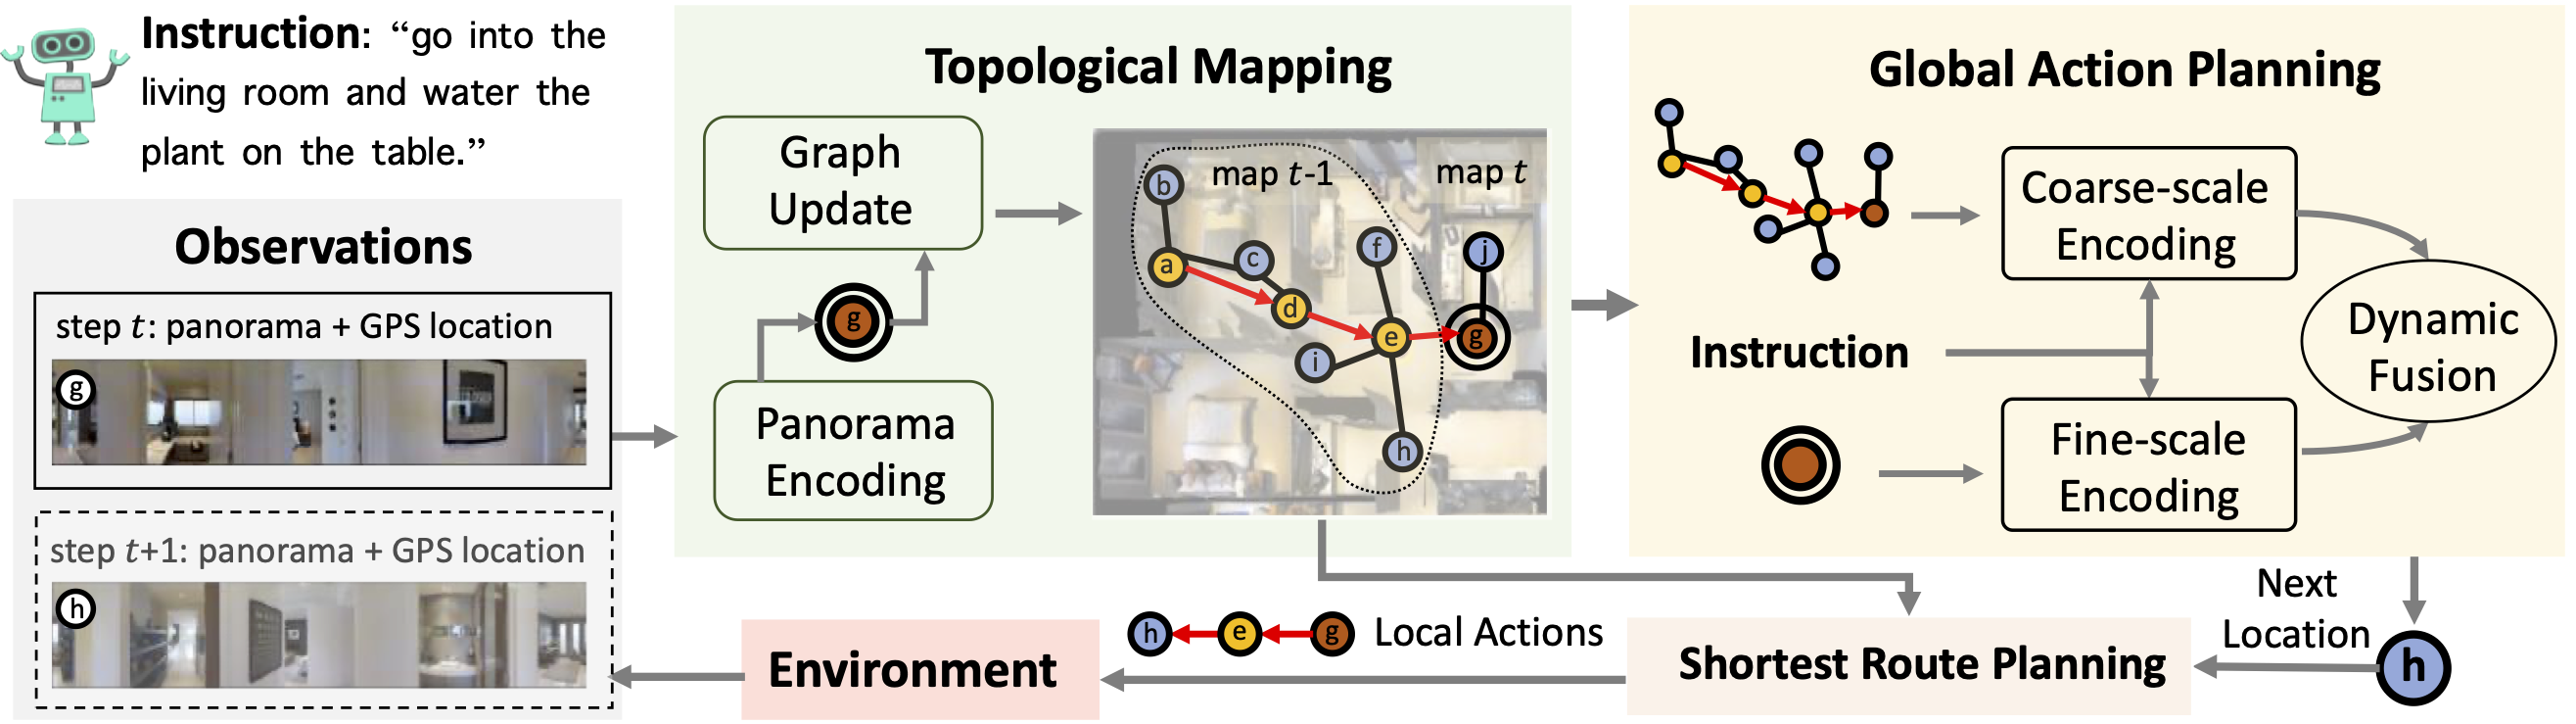 Instruction: “go into the
living room and water the
plant on the table.”
Observations
step t: panorama + GPS location
g
step t+1: panorama + GPS location
h
Topological Mapping
Graph
Update
g
Panorama
Encoding
map t-1
map t
b
a
c
d
f
e
i
h
j
g
Global Action Planning
Coarse-scale
Encoding
Instruction
Fine-scale
Encoding
Dynamic
Fusion
Next
Location
h
Shortest Route Planning
h
e
g
Local Actions
Environment